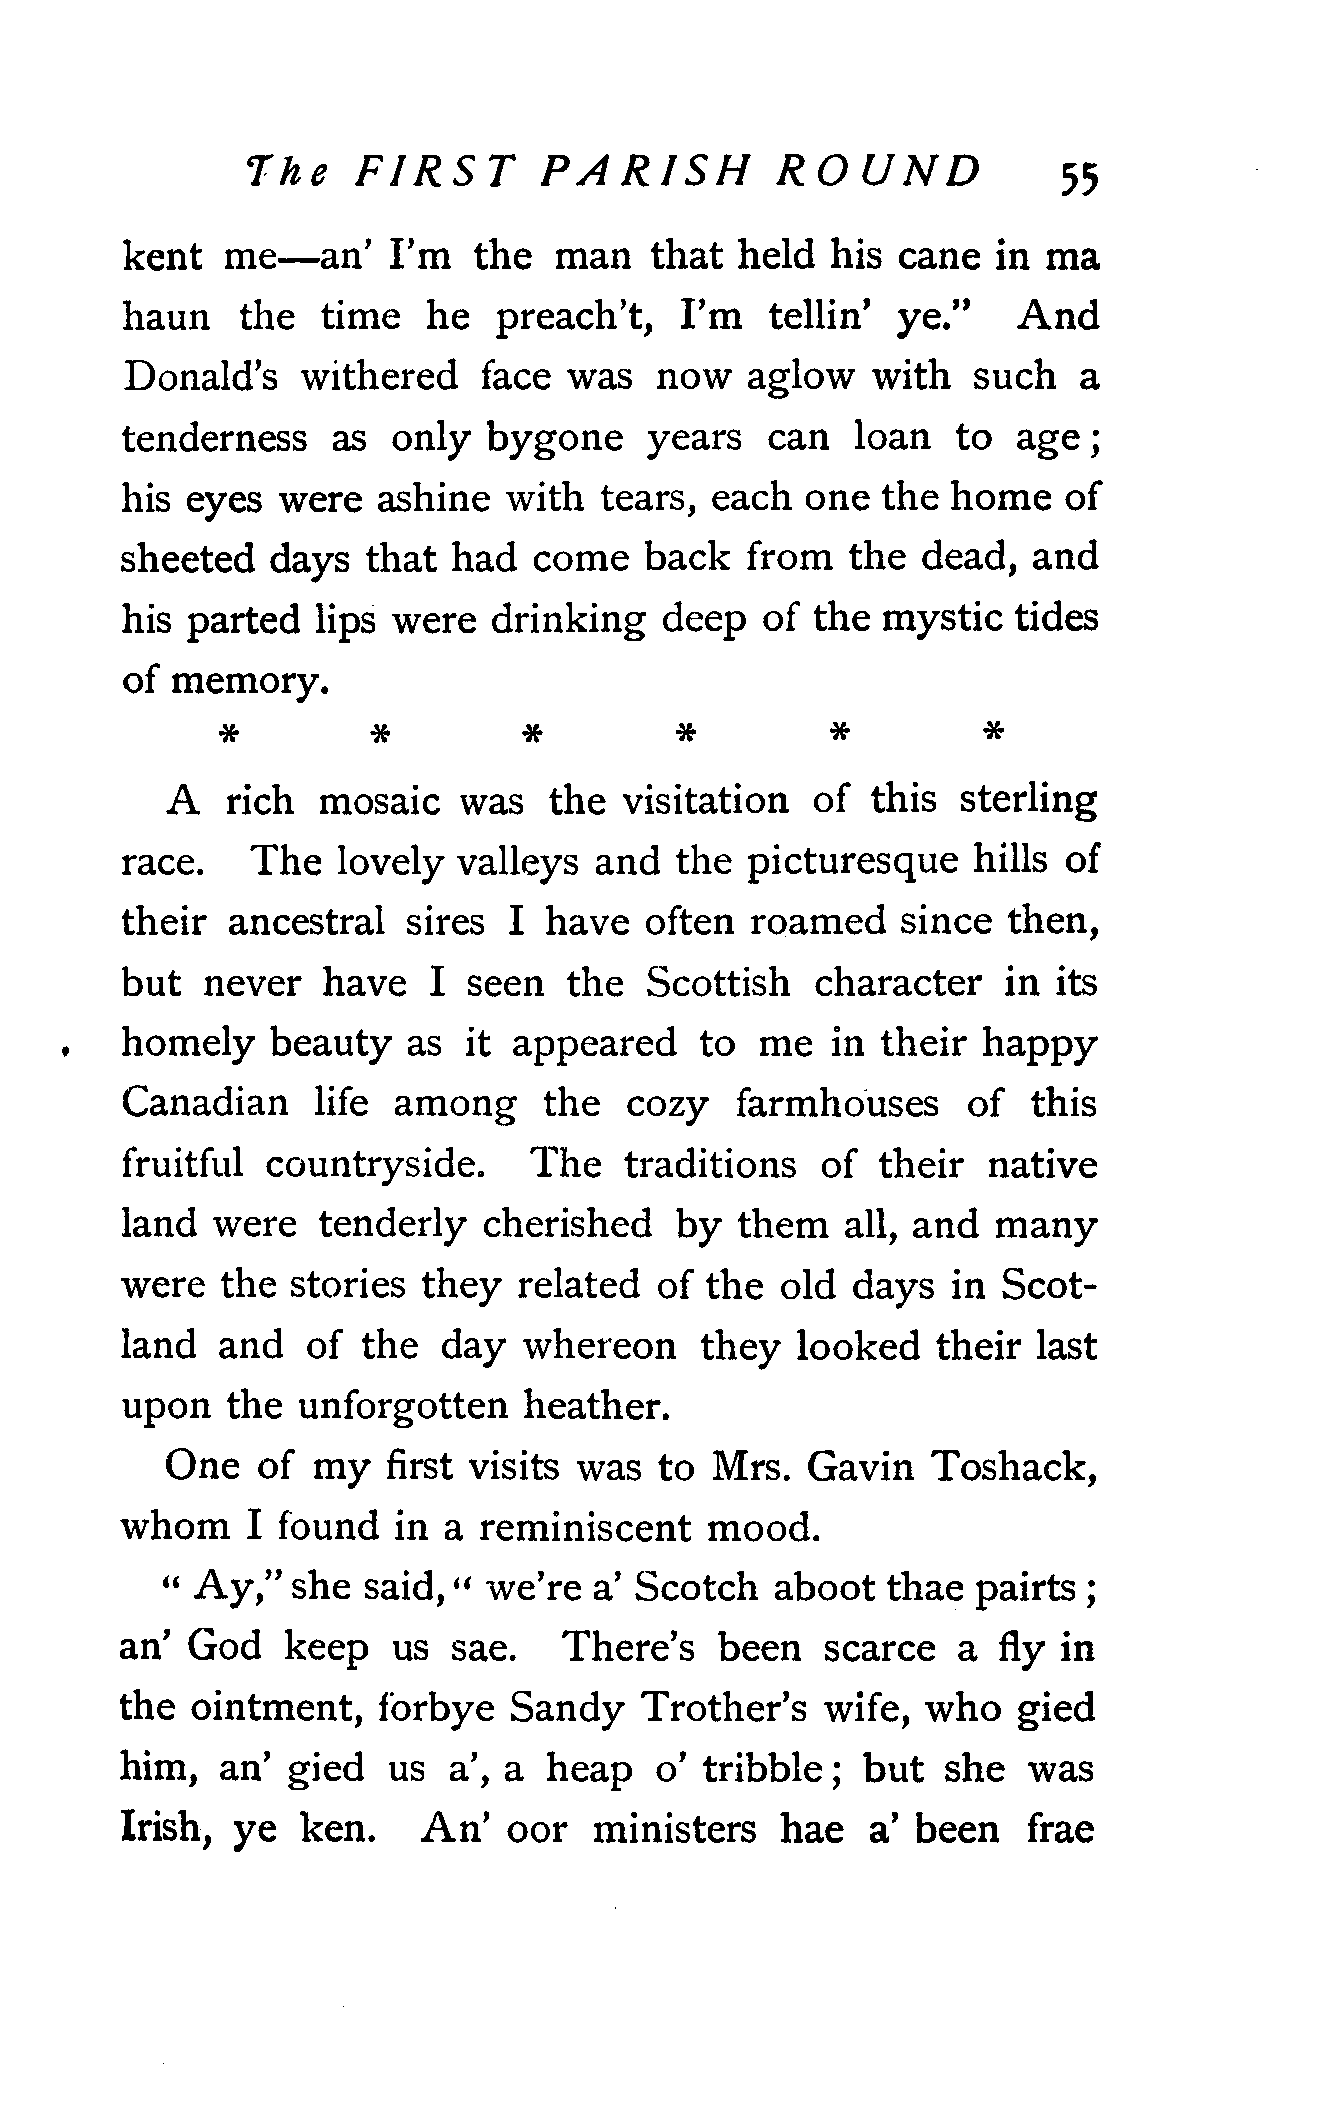 The FIRST PARISH ROUND 55
kent me—an' I'm the man that held his cane in ma
haun the time he preach't, I'm tellin' ye." And
Donald's withered face was now aglow with such a
tenderness as only bygone years can loan to age;
his eyes were ashine with tears, each one the home of
sheeted days that had come back from the dead, and
his parted lips were drinking deep of the mystic tides
of memory.
* * * * * *
A rich mosaic was the visitation of this sterling
race. The lovely valleys and the picturesque hills of
their ancestral sires I have often roamed since then,
but never have I seen the Scottish character in its
homely beauty as it appeared to me in their happy
Canadian life among the cozy farmhouses of this
fruitful countryside. The traditions of their native
land were tenderly cherished by them all, and many
were the stories they related of the old days in Scot-
land and of the day whereon they looked their last
upon the unforgotten heather.
One of my first visits was to Mrs. Gavin Toshack,
whom I found in a reminiscent mood.
"Ay," she said, "we're a' Scotch aboot thae pairts;
an' God keep us sae. There's been scarce a fly in
the ointment, forbye Sandy Trother's wife, who gied
him, an' gied us a', a heap o' tribble; but she was
Irish, ye ken. An' oor ministers hae a' been frae